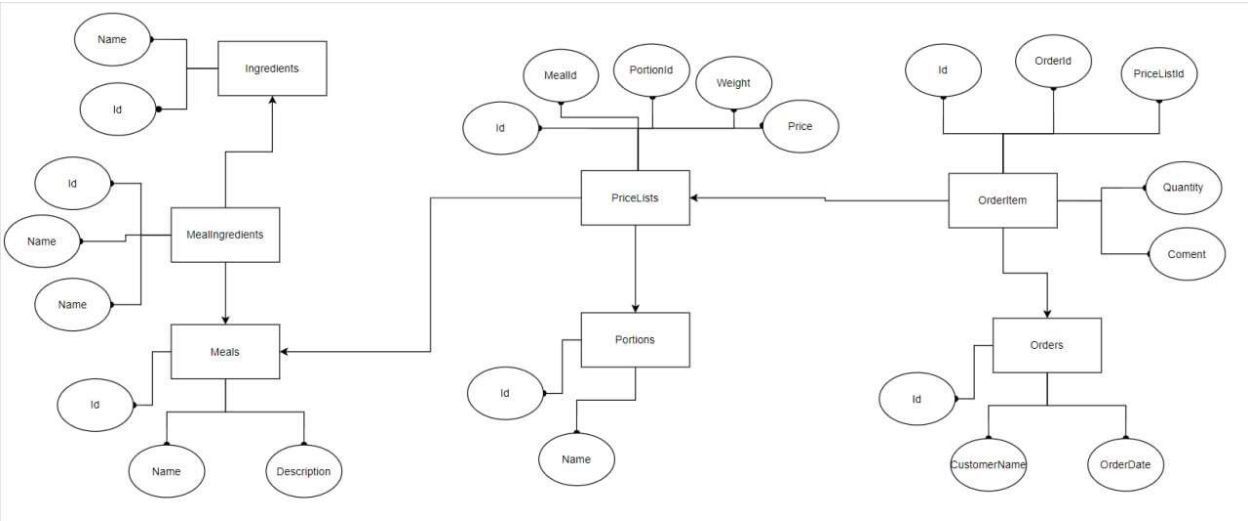 Name
Ingredients
Id
Id
MealIngredients
Name
Name
Meals
Id
Name
Description
MealId
PortionId
Weight
Id
Price
PriceLists
Portions
Id
Name
Id
OrderId
PriceListId
OrderItem
Quantity
Coment
Orders
Id
CustomerName
OrderDate